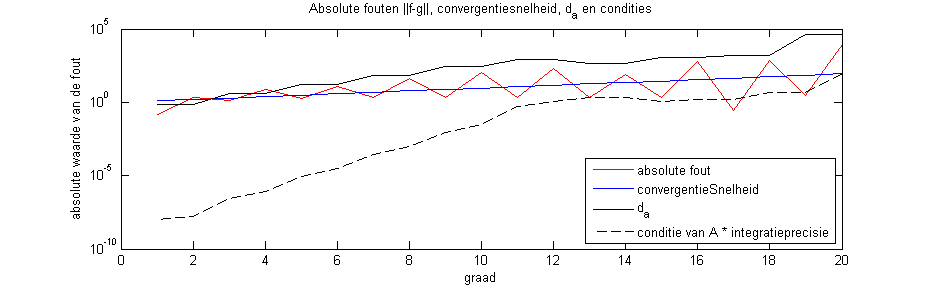 Absolute fouten ||f-g||, convergentiesnelheid, d_a en condities
absolute waarde van de fout
10^5
10^0
10^-5
10^-10
0 2 4 6 8 10 12 14 16 18 20
graad
absolute fout
convergentieSnelheid
d_a
conditie van A * integratieprecisie